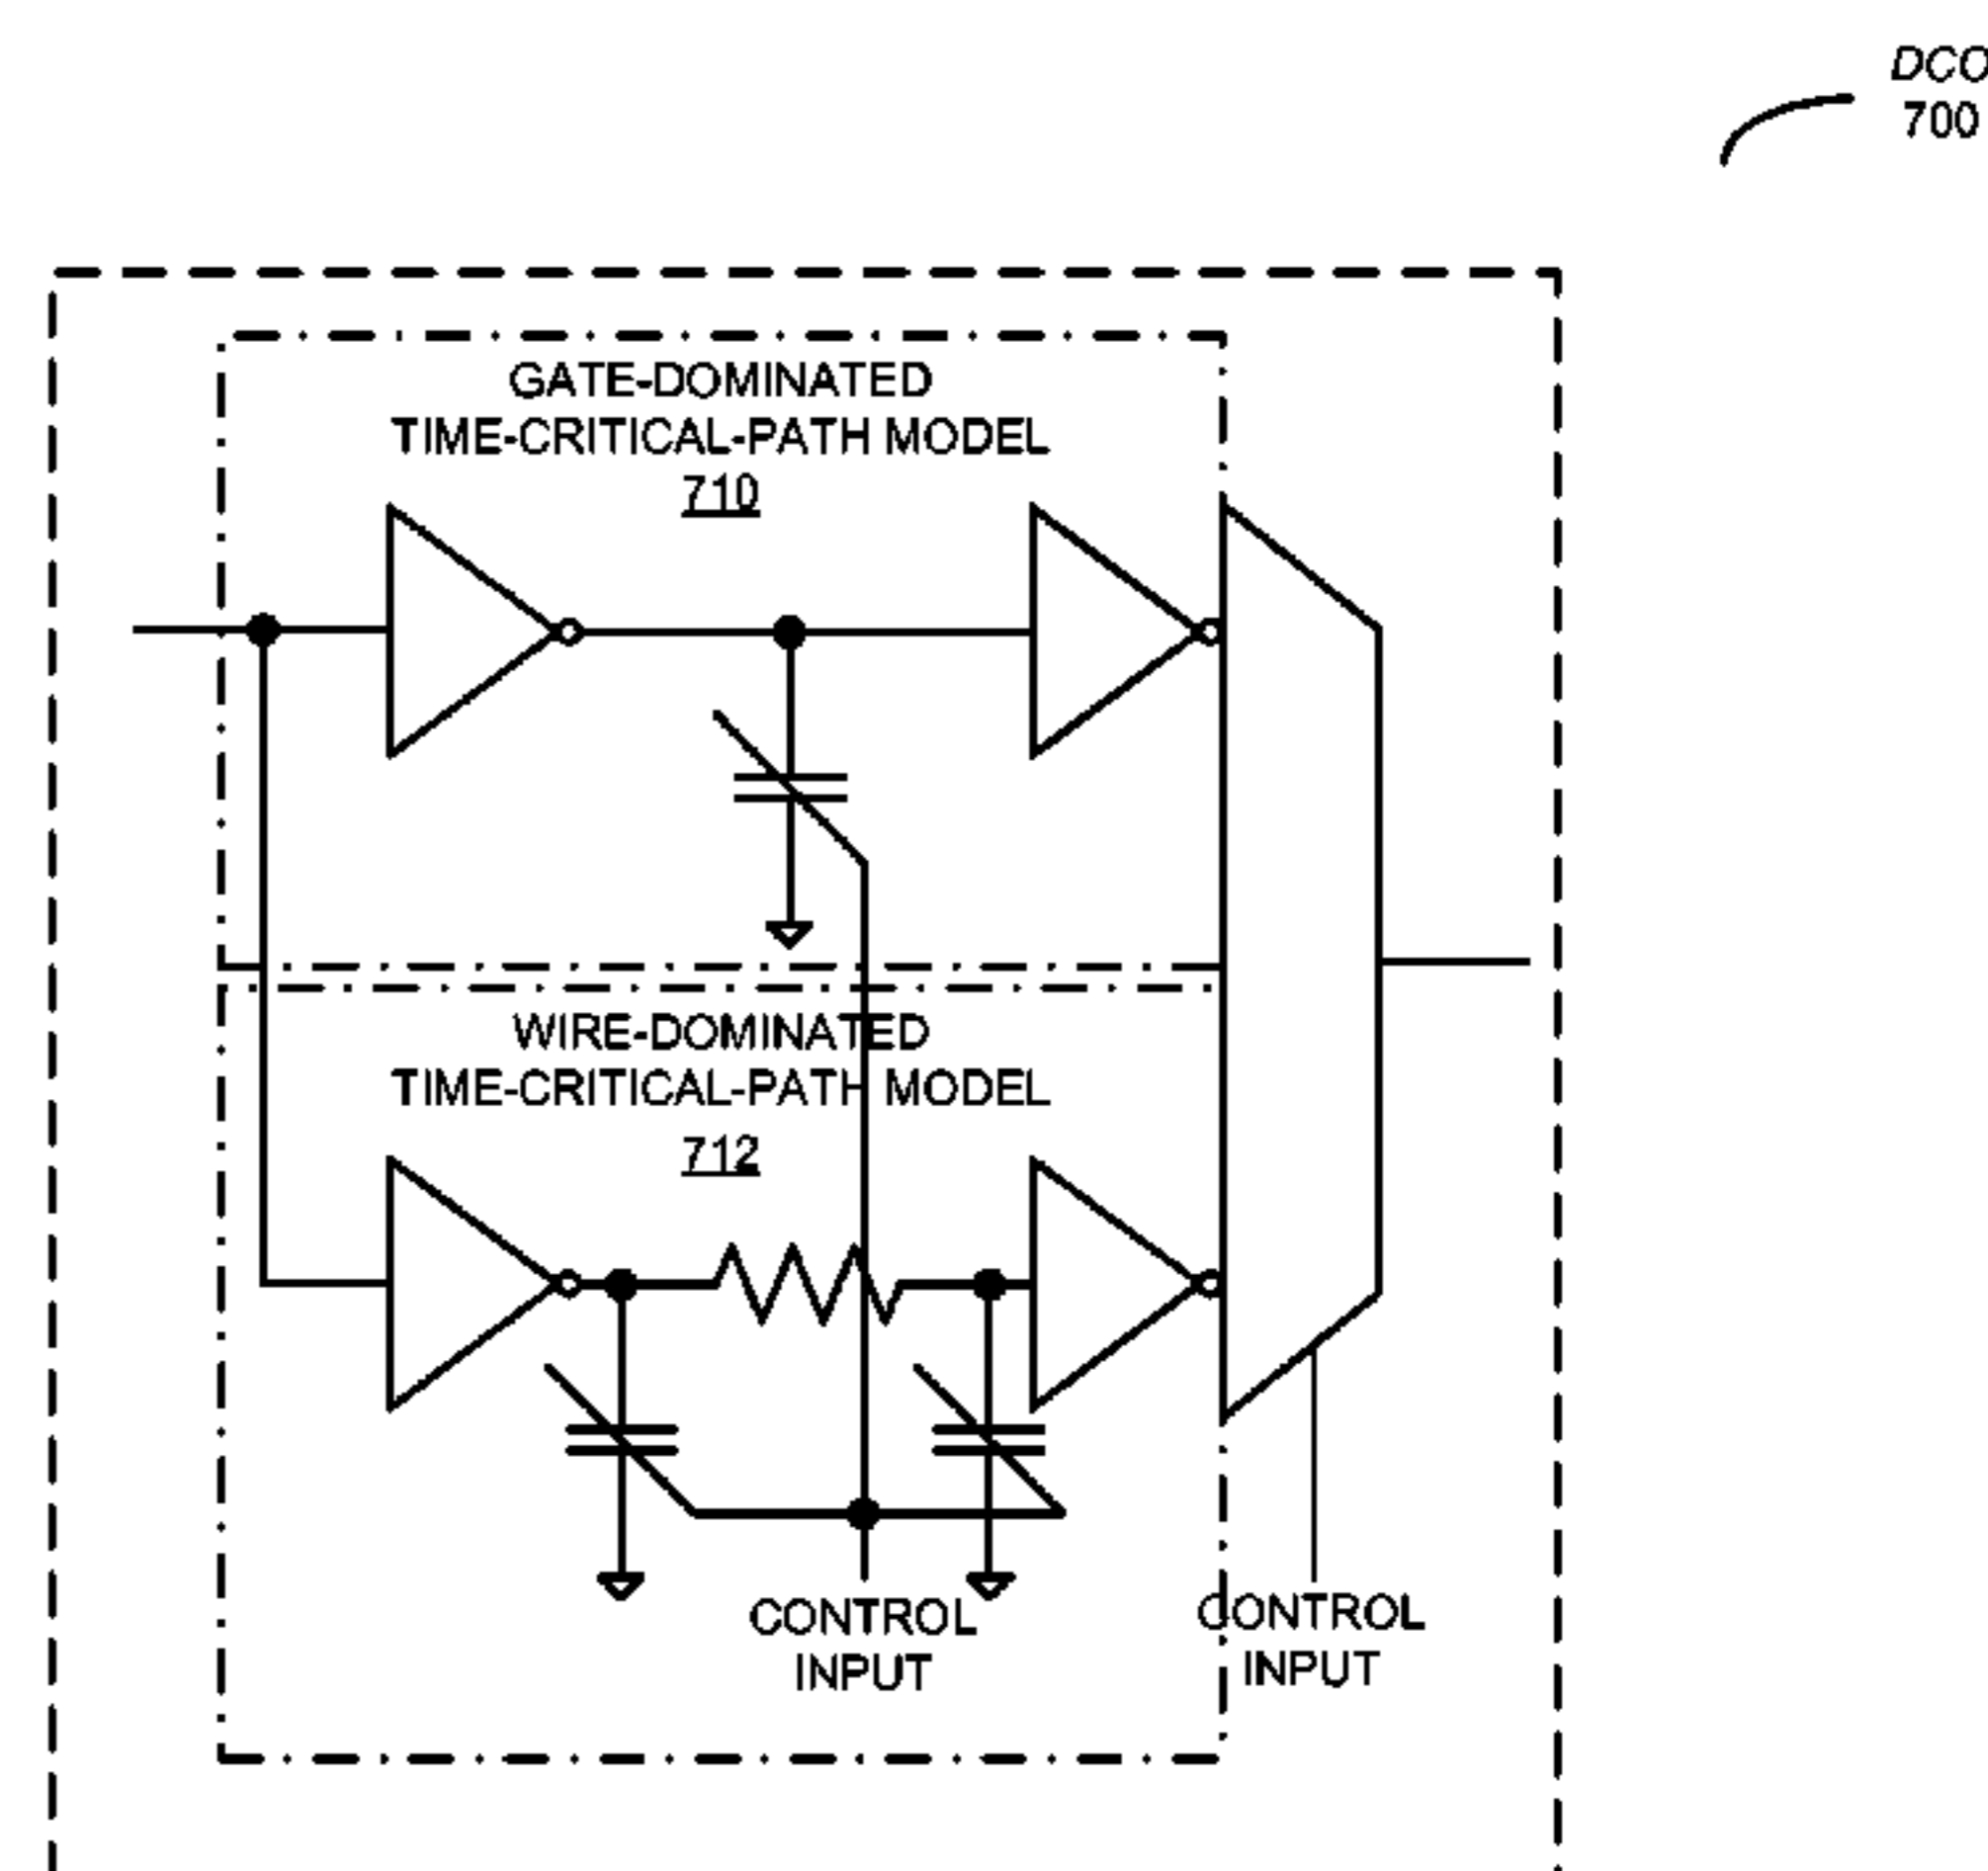 DCO
700
GATE-DOMINATED
TIME-CRITICAL-PATH MODEL
710
WIRE-DOMINATED
TIME-CRITICAL-PATH MODEL
712
CONTROL
INPUT
CONTROL
INPUT